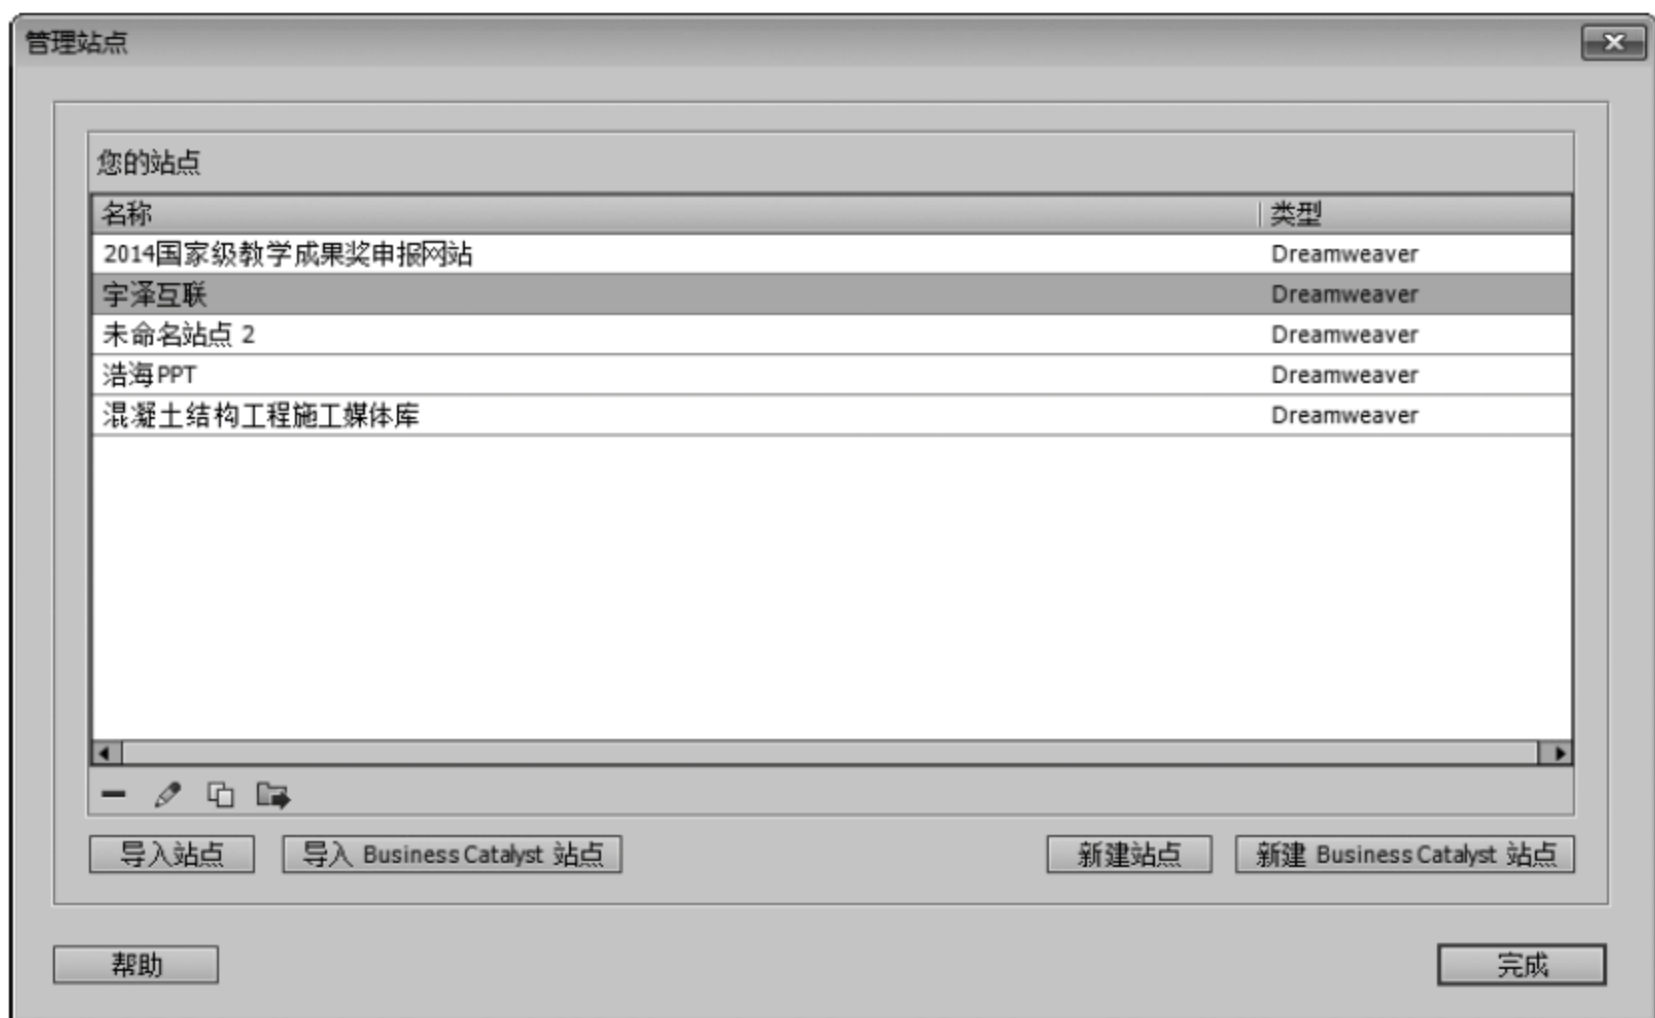 管理站点
您的站点
名称 类型
2014国家级教学成果奖申报网站 Dreamweaver
宇泽互联 Dreamweaver
未命名站点 2 Dreamweaver
浩海PPT Dreamweaver
混凝土结构工程施工媒体库 Dreamweaver
导入站点 导入 Business Catalyst 站点 新建站点 新建 Business Catalyst 站点
帮助 完成